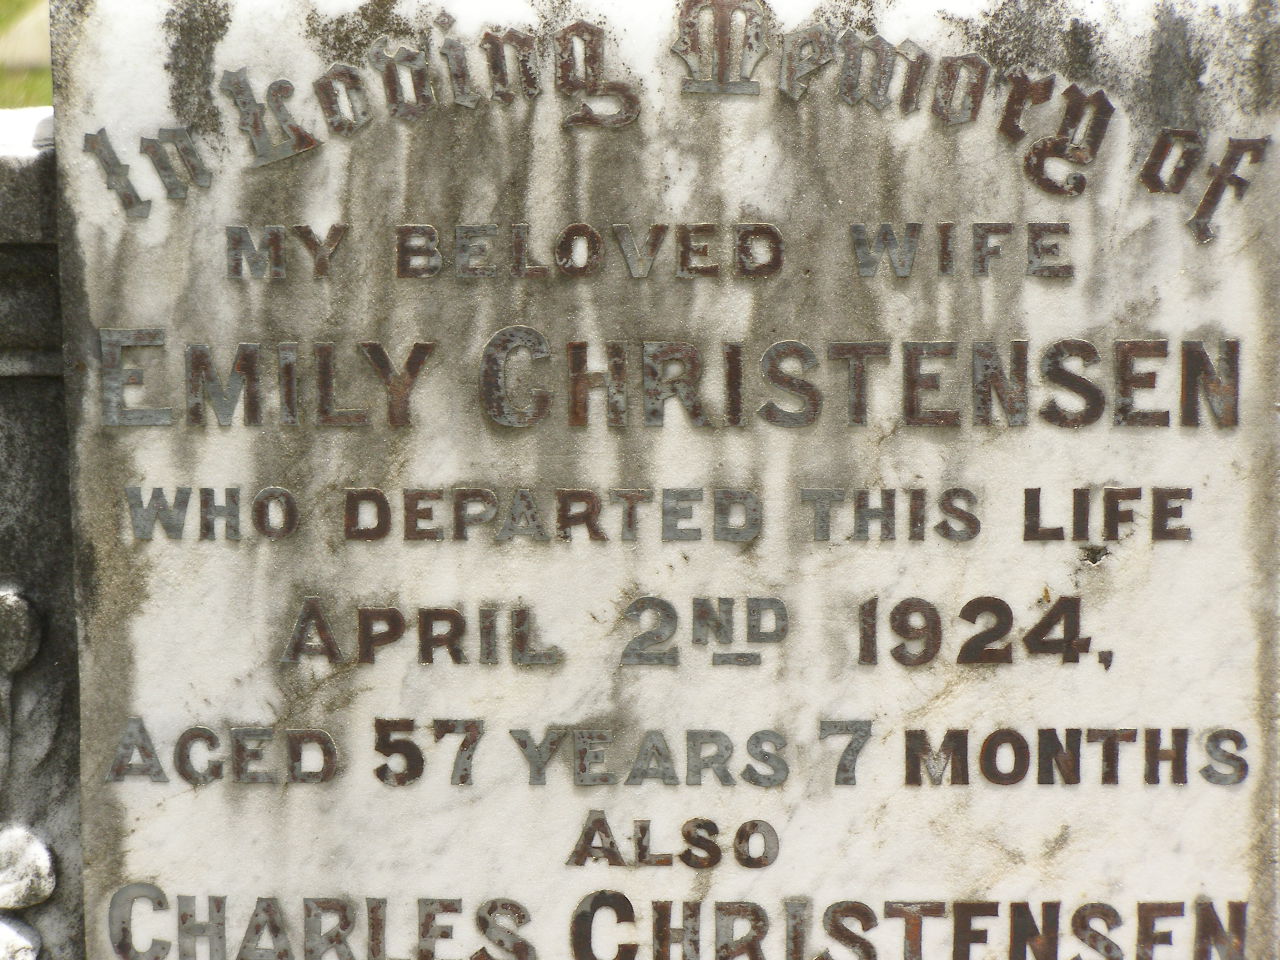 In Loving Memory of
MY BELOVED WIFE
EMILY CHRISTENSEN
WHO DEPARTED THIS LIFE
APRIL 2ND 1924,
AGED 57 YEARS 7 MONTHS
ALSO
CHARLES CHRISTENSEN